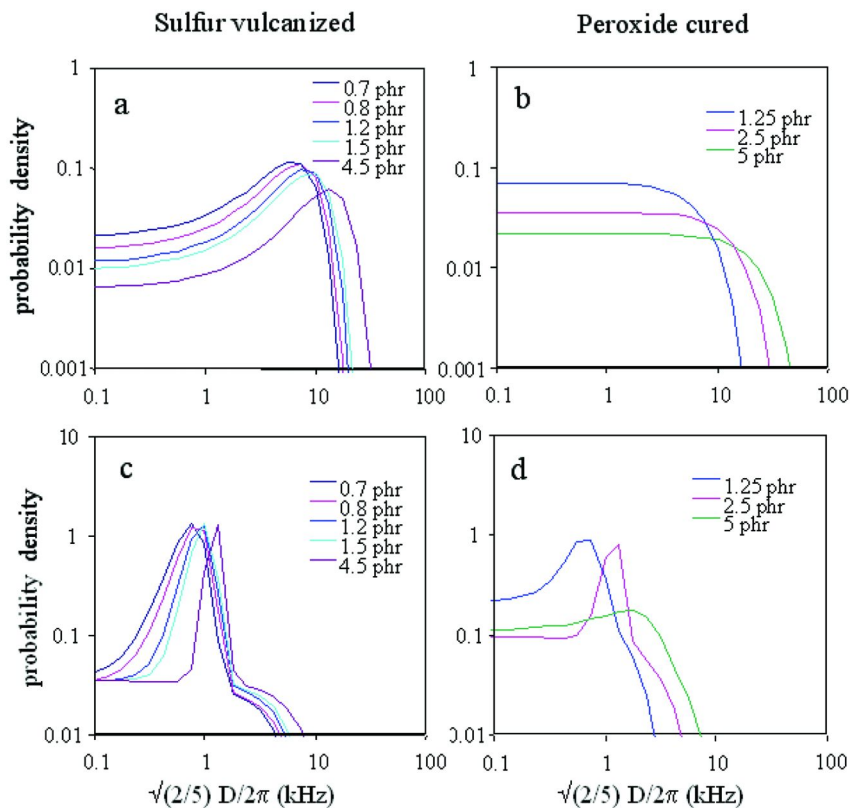 Sulfur vulcanized
Peroxide cured
probability density
1
0.1
0.01
0.001
0.1
1
10
100
a
0.7 phr
0.8 phr
1.2 phr
1.5 phr
4.5 phr
1
0.1
0.01
0.001
0.1
1
10
100
b
1.25 phr
2.5 phr
5 phr
probability density
10
1
0.1
0.01
0.1
1
10
100
c
0.7 phr
0.8 phr
1.2 phr
1.5 phr
4.5 phr
√(2/5) D/2π (kHz)
10
1
0.1
0.01
0.1
1
10
100
d
1.25 phr
2.5 phr
5 phr
√(2/5) D/2π (kHz)